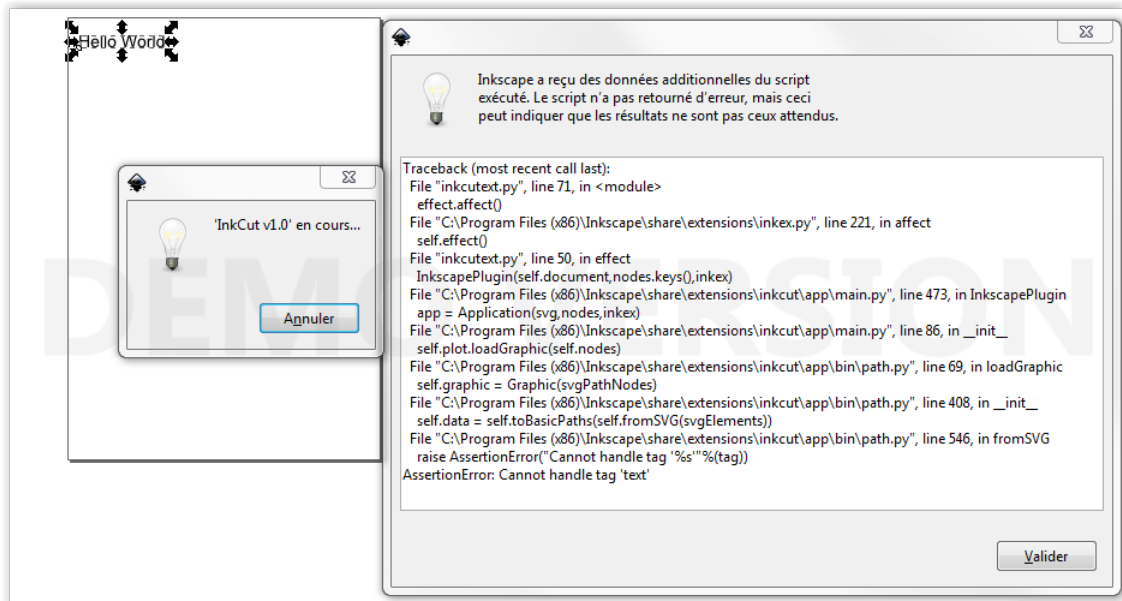 Hello World
Inkscape a reçu des données additionnelles du script
exécuté. Le script n'a pas retourné d'erreur, mais ceci
peut indiquer que les résultats ne sont pas ceux attendus.
'InkCut v1.0' en cours...
Annuler
Traceback (most recent call last):
File "inkcutext.py", line 71, in <module>
effect.affect()
File "C:\Program Files (x86)\Inkscape\share\extensions\inkex.py", line 221, in affect
self.effect()
File "inkcutext.py", line 50, in effect
InkscapePlugin(self.document,nodes.keys(),inkex)
File "C:\Program Files (x86)\Inkscape\share\extensions\inkcut\app\main.py", line 473, in InkscapePlugin
app = Application(svg,nodes,inkex)
File "C:\Program Files (x86)\Inkscape\share\extensions\inkcut\app\main.py", line 86, in __init__
self.plot.loadGraphic(self.nodes)
File "C:\Program Files (x86)\Inkscape\share\extensions\inkcut\app\bin\path.py", line 69, in loadGraphic
self.graphic = Graphic(svgPathNodes)
File "C:\Program Files (x86)\Inkscape\share\extensions\inkcut\app\bin\path.py", line 408, in __init__
self.data = self.toBasicPaths(self.fromSVG(svgElements))
File "C:\Program Files (x86)\Inkscape\share\extensions\inkcut\app\bin\path.py", line 546, in fromSVG
raise AssertionError("Cannot handle tag '%s'"%(tag))
AssertionError: Cannot handle tag 'text'
Valider
DEMO VERSION